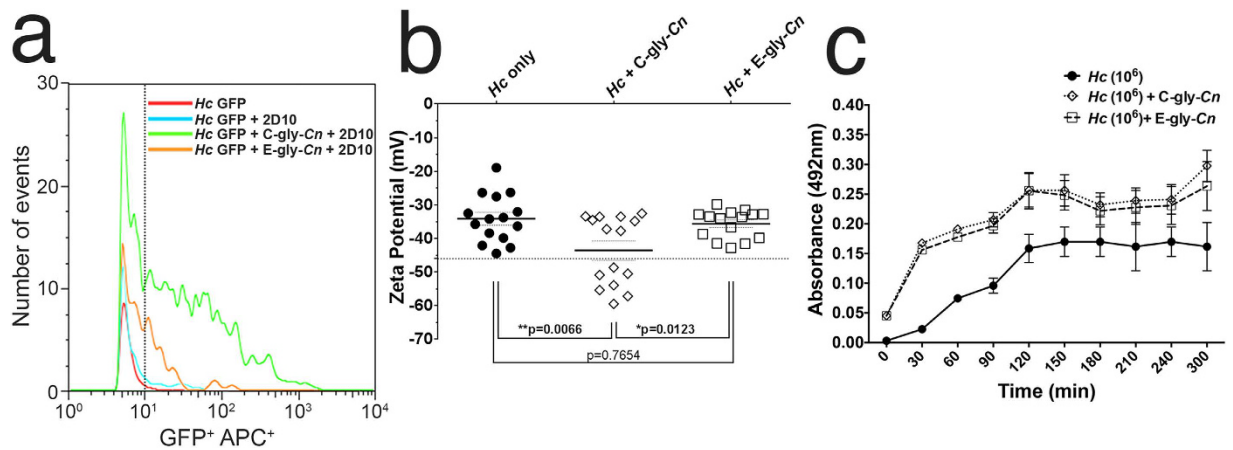 a
30
20
10
0
Number of events
Hc GFP
Hc GFP + 2D10
Hc GFP + C-gly-Cn + 2D10
Hc GFP + E-gly-Cn + 2D10
10⁰ 10¹ 10² 10³ 10⁴
GFP⁺ APC⁺
b
Hc only
Hc + C-gly-Cn
Hc + E-gly-Cn
0
-20
-30
-40
-50
-60
-70
Zeta Potential (mV)
**p=0.0066
*p=0.0123
p=0.7654
c
Hc (10⁶)
Hc (10⁶) + C-gly-Cn
Hc (10⁶)+ E-gly-Cn
0.40
0.35
0.30
0.25
0.20
0.15
0.10
0.05
0.00
Absorbance (492nm)
0 30 60 90 120 150 180 210 240 300
Time (min)